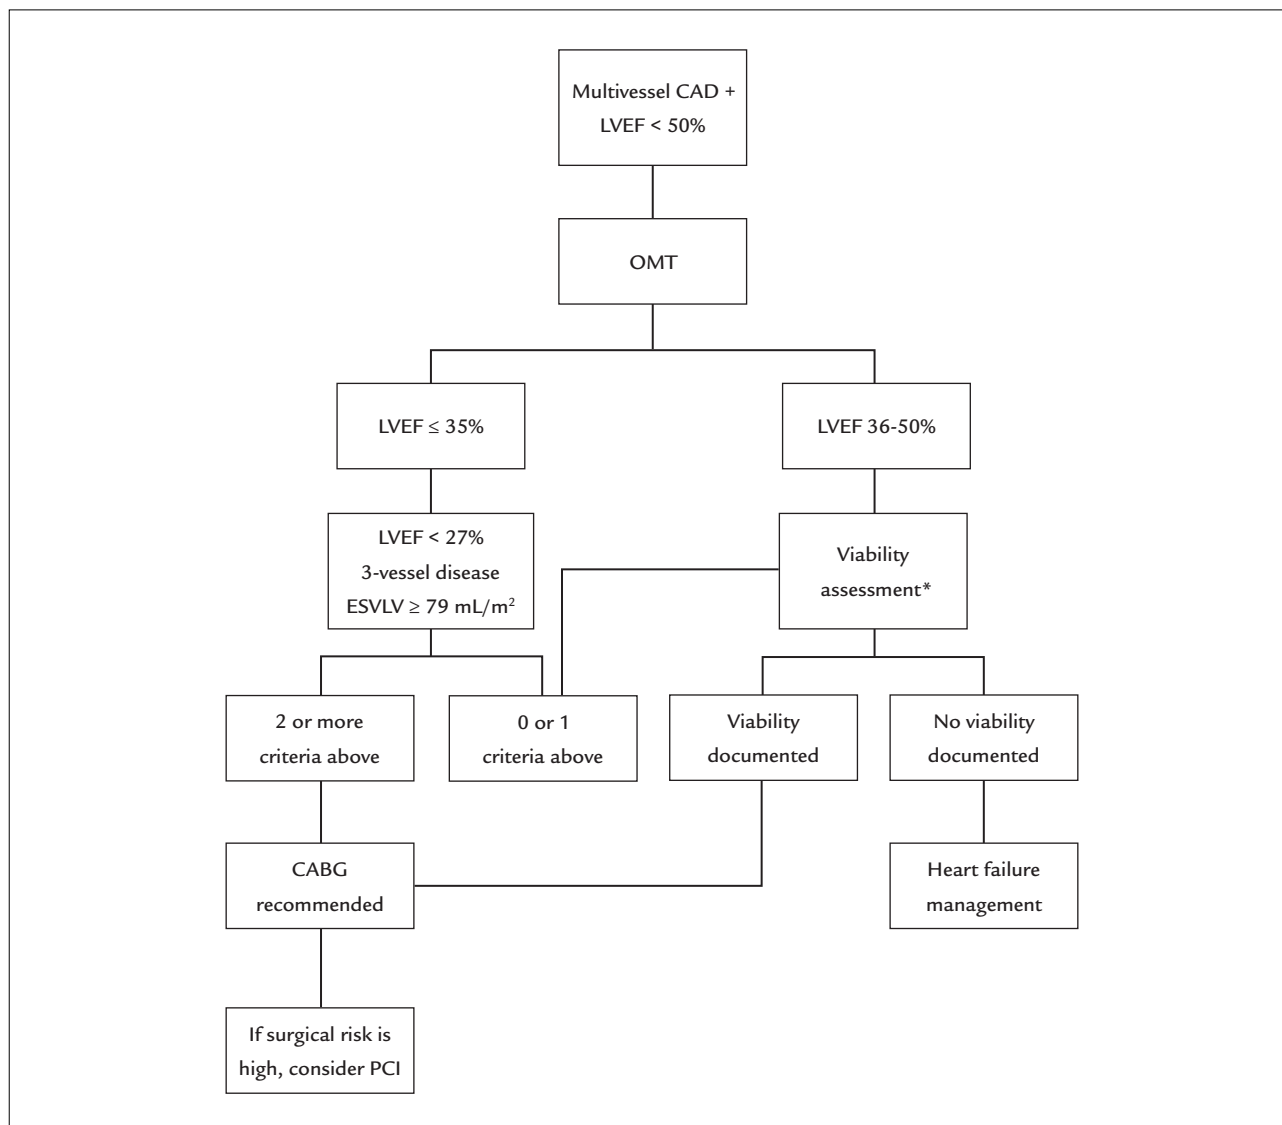 Multivessel CAD +
LVEF < 50%
OMT
LVEF ≤ 35%
LVEF 36-50%
LVEF < 27%
3-vessel disease
ESVLV ≥ 79 mL/m²
Viability
assessment*
2 or more
criteria above
0 or 1
criteria above
Viability
documented
No viability
documented
CABG
recommended
Heart failure
management
If surgical risk is
high, consider PCI